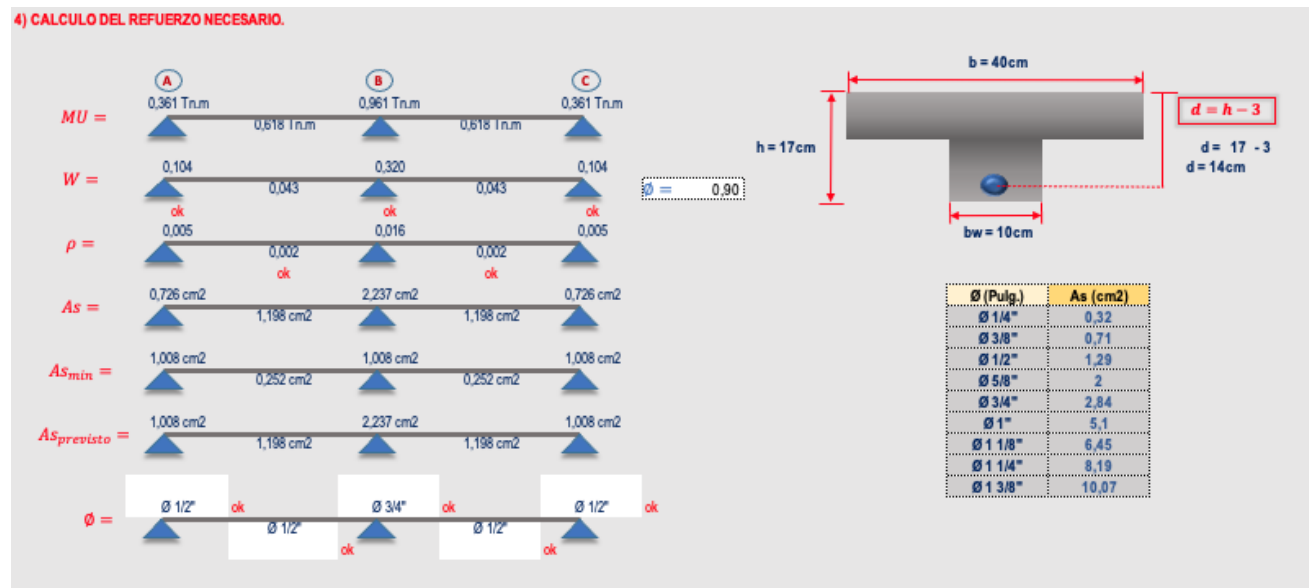 4) CALCULO DEL REFUERZO NECESARIO.
A B C
0,361 Tn.m 0,961 Tn.m 0,361 Tn.m
MU =
0,618 Tn.m 0,618 Tn.m
0,104 0,320 0,104
W =
0,043 0,043
ok ok ok
Ø = 0,90
0,005 0,016 0,005
ρ =
0,002 0,002
ok ok
0,726 cm2 2,237 cm2 0,726 cm2
As =
1,198 cm2 1,198 cm2
1,008 cm2 1,008 cm2 1,008 cm2
Asmin =
0,252 cm2 0,252 cm2
1,008 cm2 2,237 cm2 1,008 cm2
Asprevisto =
1,198 cm2 1,198 cm2
Ø 1/2" ok Ø 3/4" ok Ø 1/2" ok
ø =
Ø 1/2" Ø 1/2"
ok ok
b = 40cm
h = 17cm
d = h − 3
d = 17 - 3
d = 14cm
bw = 10cm
Ø (Pulg.) As (cm2)
Ø 1/4" 0,32
Ø 3/8" 0,71
Ø 1/2" 1,29
Ø 5/8" 2
Ø 3/4" 2,84
Ø 1" 5,1
Ø 1 1/8" 6,45
Ø 1 1/4" 8,19
Ø 1 3/8" 10,07